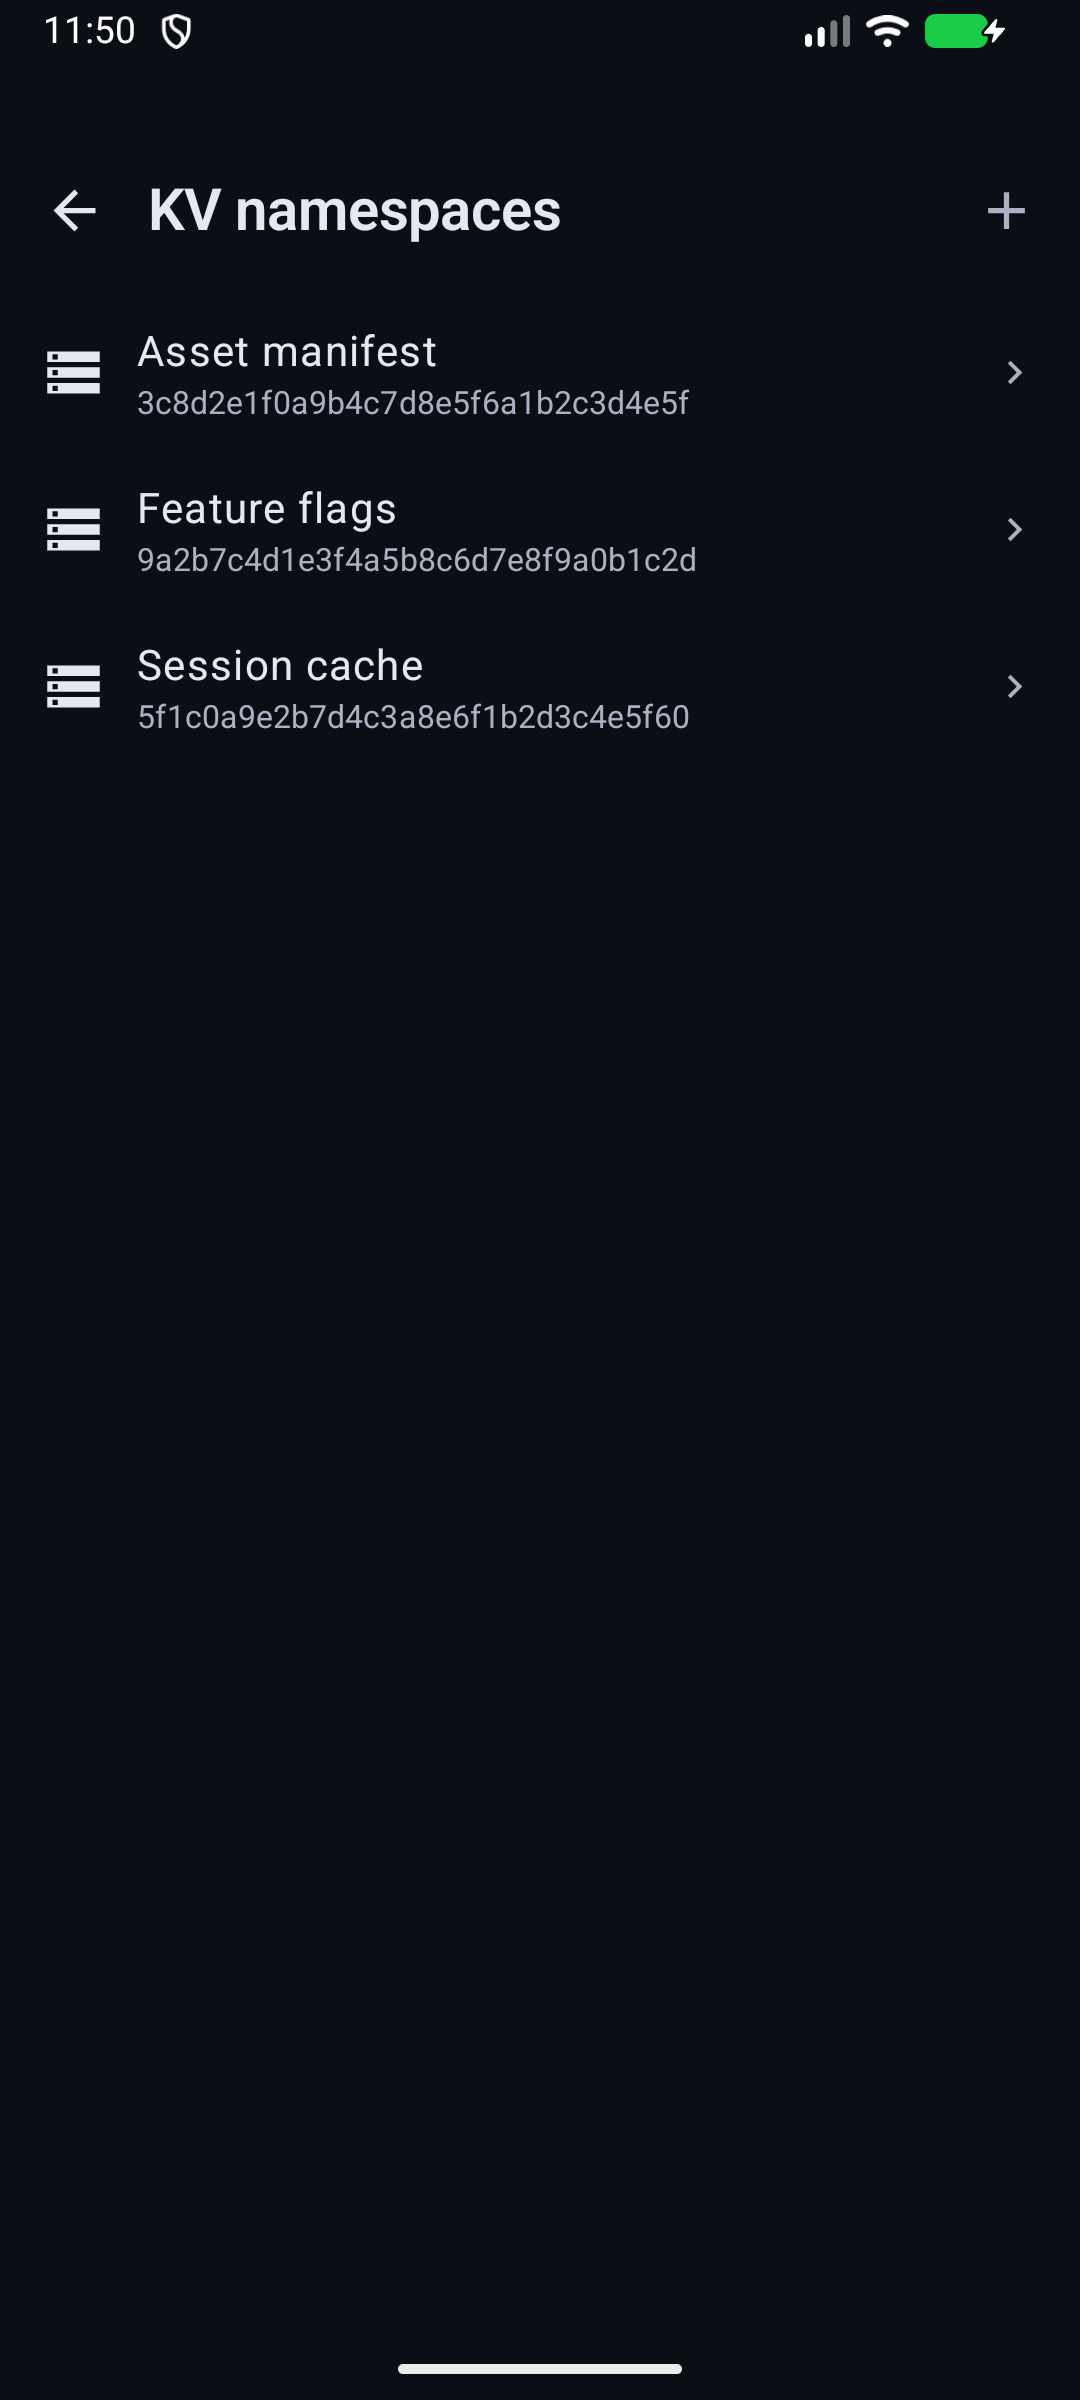 11:50
KV namespaces
Asset manifest
3c8d2e1f0a9b4c7d8e5f6a1b2c3d4e5f
Feature flags
9a2b7c4d1e3f4a5b8c6d7e8f9a0b1c2d
Session cache
5f1c0a9e2b7d4c3a8e6f1b2d3c4e5f60